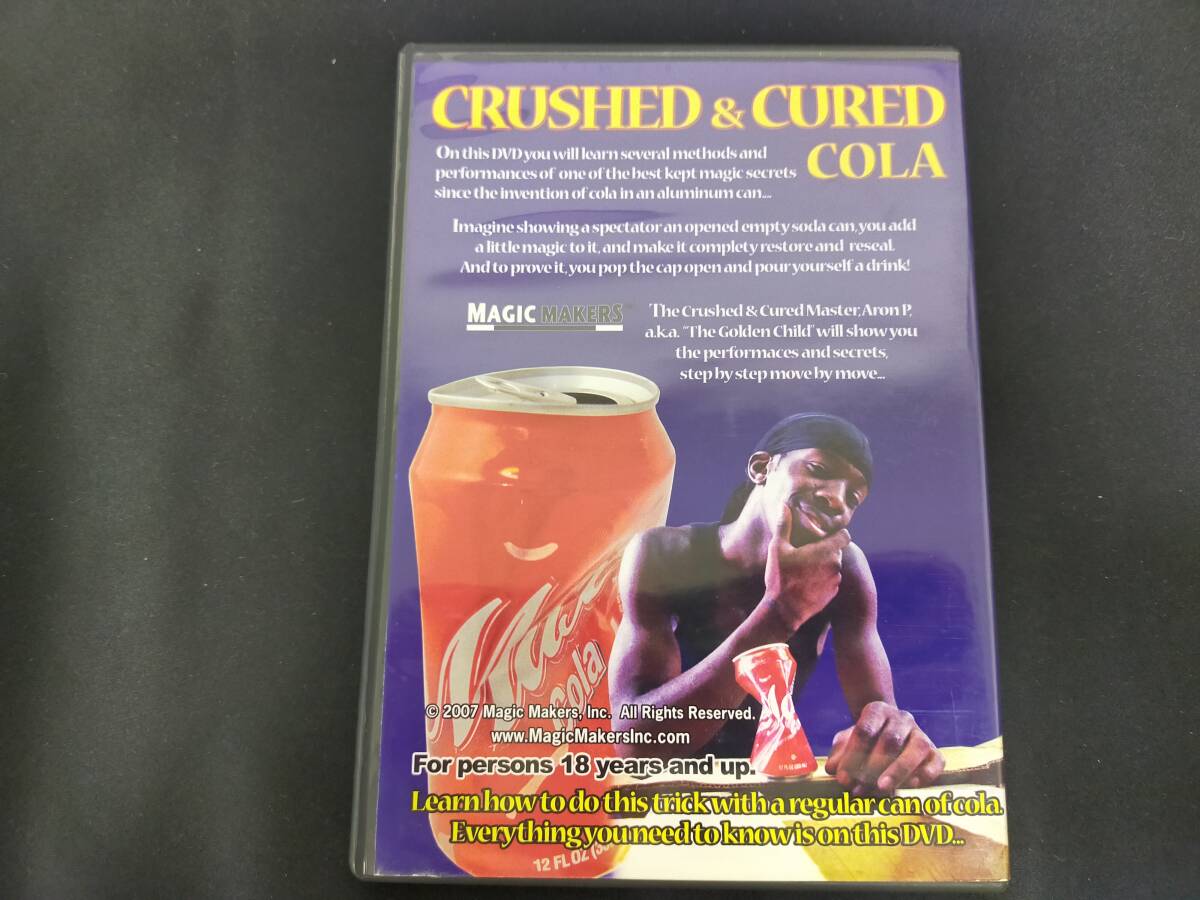 CRUSHED & CURED
COLA
On this DVD you will learn several methods and
performances of one of the best kept magic secrets
since the invention of cola in an aluminum can....
Imagine showing a spectator an opened empty soda can, you add
a little magic to it, and make it complety restore and reseal.
And to prove it, you pop the cap open and pour yourself a drink!
MAGIC MAKERS
The Crushed & Cured Master, Aron P,
a.k.a. "The Golden Child" will show you
the performaces and secrets,
step by step move by move...
Cola
© 2007 Magic Makers, Inc. All Rights Reserved.
www.MagicMakersInc.com
For persons 18 years and up.
Learn how to do this trick with a regular can of cola.
Everything you need to know is on this DVD...
12 FL OZ